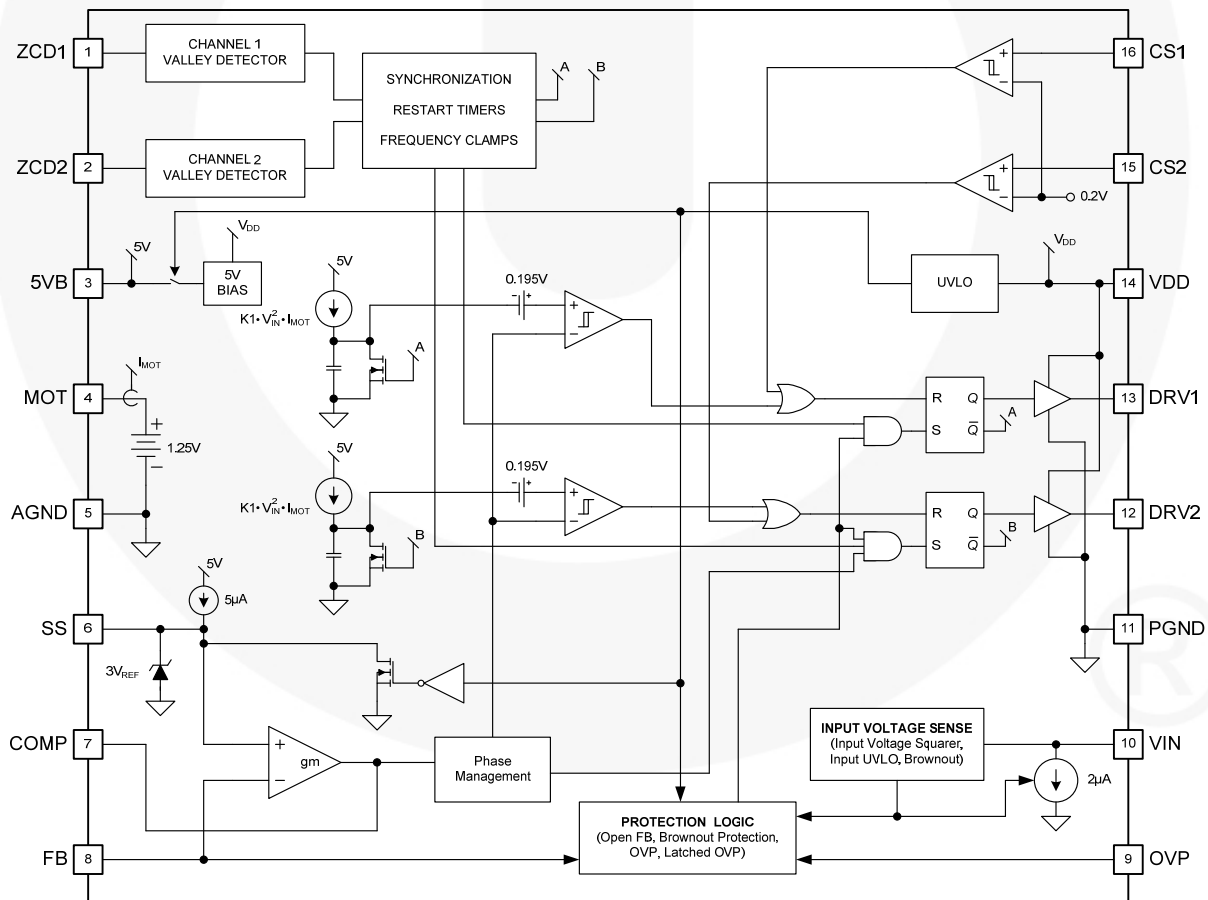 ZCD1
1
CHANNEL 1
VALLEY DETECTOR
SYNCHRONIZATION
RESTART TIMERS
FREQUENCY CLAMPS
A
B
+
−
16
CS1
ZCD2
2
CHANNEL 2
VALLEY DETECTOR
+
−
15
CS2
0.2V
5VB
3
5V
VDD
5V
BIAS
UVLO
VDD
14
VDD
5V
K1·V²IN·IMOT
A
0.195V
- +
+
−
MOT
4
IMOT
+
1.25V
−
R
Q
S
Q̅
A
13
DRV1
5V
K1·V²IN·IMOT
B
0.195V
- +
+
−
AGND
5
R
Q
S
Q̅
B
12
DRV2
5V
5µA
SS
6
3VREF
11
PGND
®
COMP
7
+
gm
−
Phase
Management
INPUT VOLTAGE SENSE
(Input Voltage Squarer,
Input UVLO, Brownout)
10
VIN
2µA
FB
8
PROTECTION LOGIC
(Open FB, Brownout Protection,
OVP, Latched OVP)
9
OVP